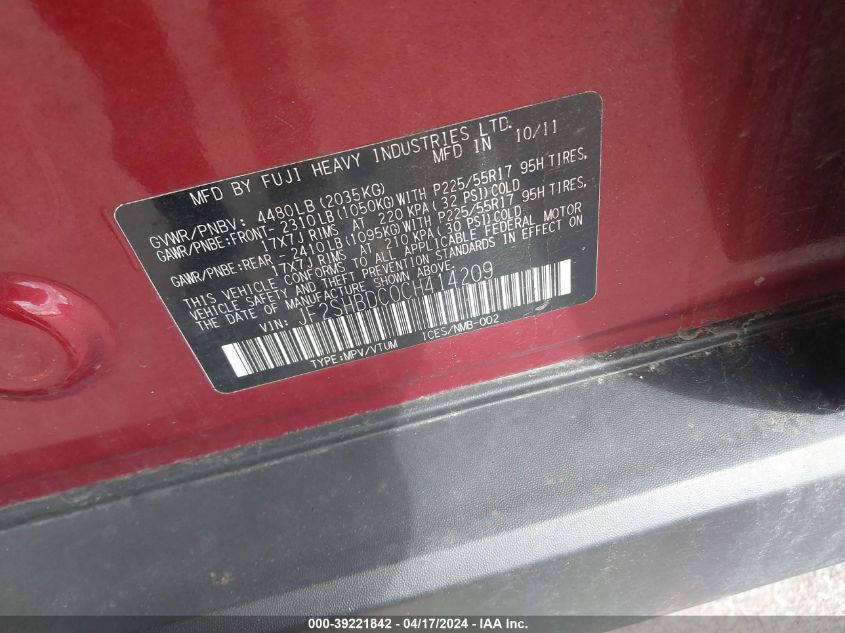 MFD BY FUJI HEAVY INDUSTRIES LTD.
MFD IN 10/11
GVWR/PNBV: 4480LB(2035KG)
GAWR/PNBE:FRONT- 2310LB(1050KG)WITH P225/55R17 95H TIRES,
17X7J RIMS AT 220 KPA(32 PSI)COLD
GAWR/PNBE:REAR - 2410LB(1095KG)WITH P225/55R17 95H TIRES,
17X7J RIMS AT 210 KPA(30 PSI)COLD
THIS VEHICLE CONFORMS TO ALL APPLICABLE FEDERAL MOTOR
VEHICLE SAFETY AND THEFT PREVENTION STANDARDS IN EFFECT ON
THE DATE OF MANUFACTURE SHOWN ABOVE.
VIN: JF2SHBDC0CH414209
TYPE:MPV/VTUM ICES/NMB-002
000-39221842 - 04/17/2024 - IAA Inc.